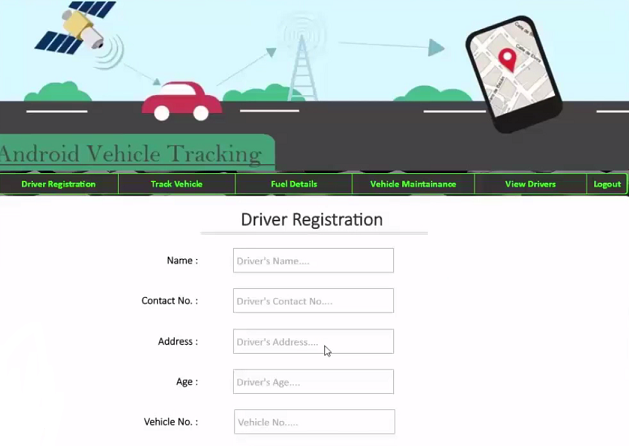 Android Vehicle Tracking
Driver Registration Track Vehicle Fuel Details Vehicle Maintainance View Drivers Logout
Driver Registration
Name : Driver's Name....
Contact No. : Driver's Contact No....
Address : Driver's Address....
Age : Driver's Age....
Vehicle No. : Vehicle No.....